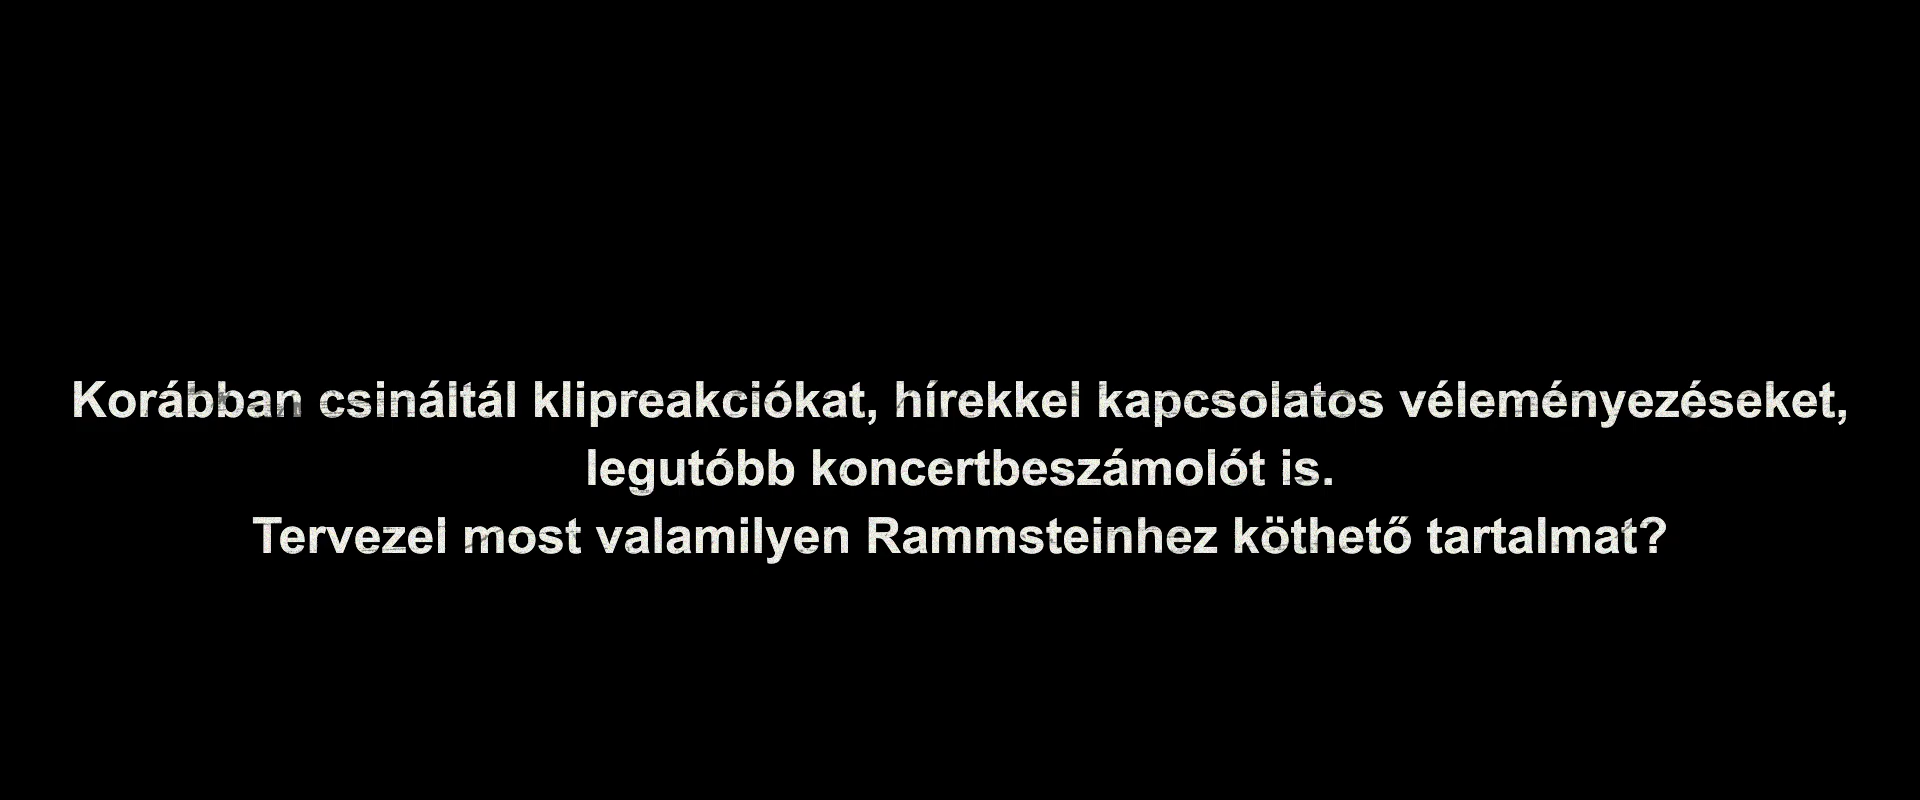 Korábban csináltál klipreakciókat, hírekkel kapcsolatos véleményezéseket,
legutóbb koncertbeszámolót is.
Tervezel most valamilyen Rammsteinhez köthető tartalmat?